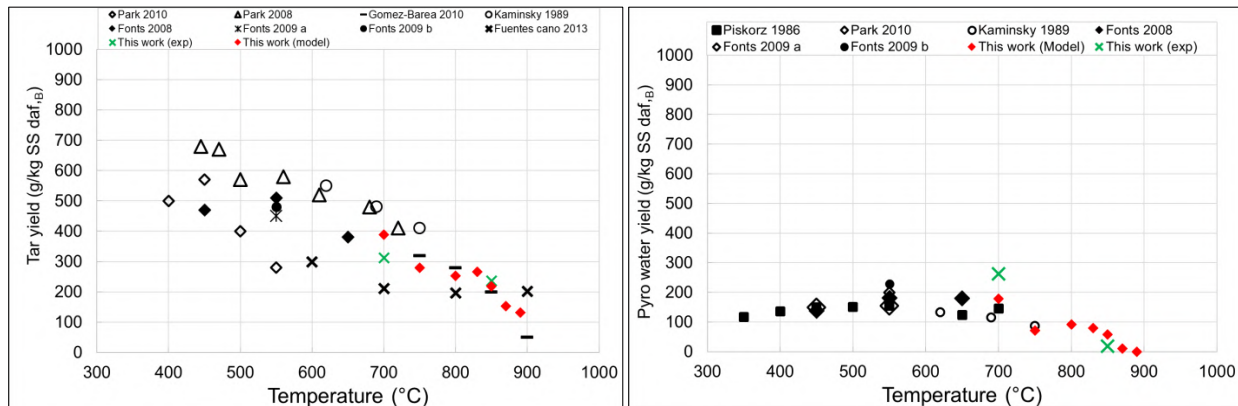 Park 2010 Park 2008 Gomez-Barea 2010 Kaminsky 1989
Fonts 2008 Fonts 2009 a Fonts 2009 b Fuentes cano 2013
This work (exp) This work (model)
Tar yield (g/kg SS daf,B)
1000
900
800
700
600
500
400
300
200
100
0
300 400 500 600 700 800 900 1000
Temperature (°C)
Piskorz 1986 Park 2010 Kaminsky 1989 Fonts 2008
Fonts 2009 a Fonts 2009 b This work (Model) This work (exp)
Pyro water yield (g/kg SS daf,B)
1000
900
800
700
600
500
400
300
200
100
0
300 400 500 600 700 800 900 1000
Temperature (°C)